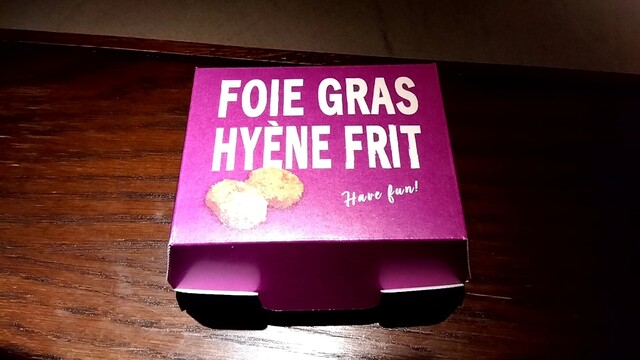 FOIE GRAS
HYÈNE FRIT
Have fun!